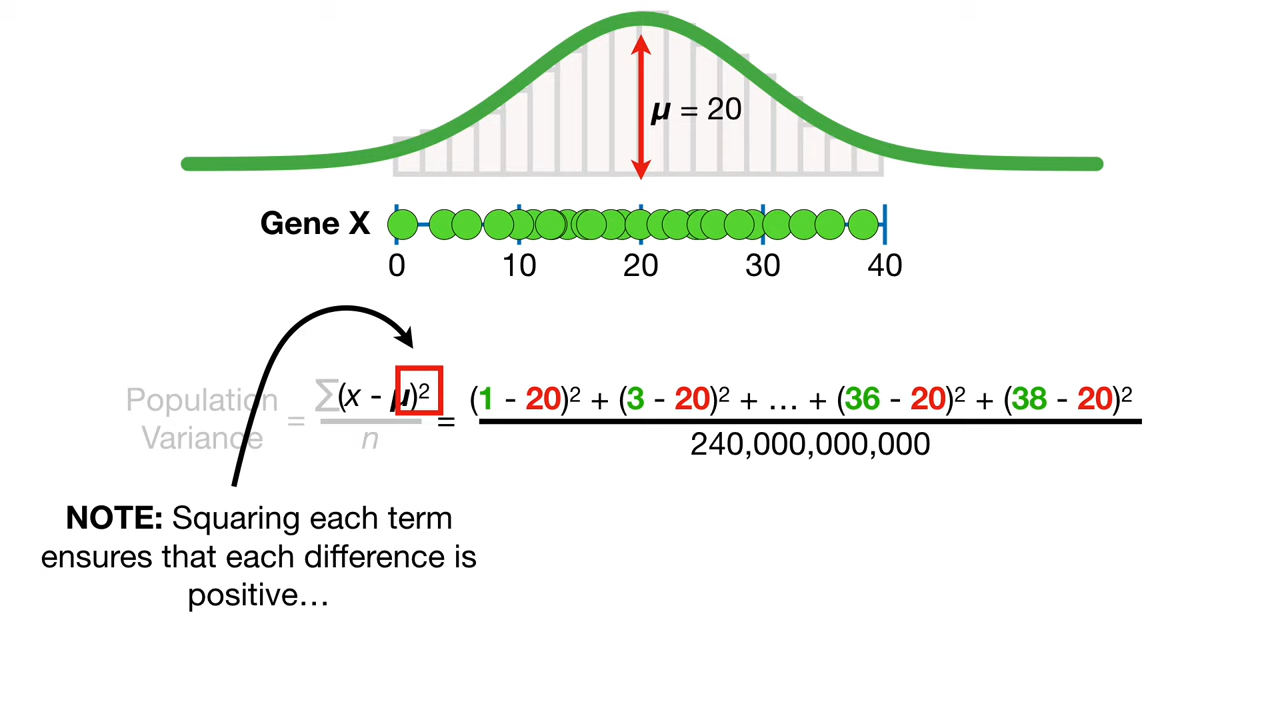 μ = 20
Gene X
0 10 20 30 40
Population Variance = ∑(x - μ)² / n = (1 - 20)² + (3 - 20)² + … + (36 - 20)² + (38 - 20)² / 240,000,000,000
NOTE: Squaring each term
ensures that each difference is
positive…